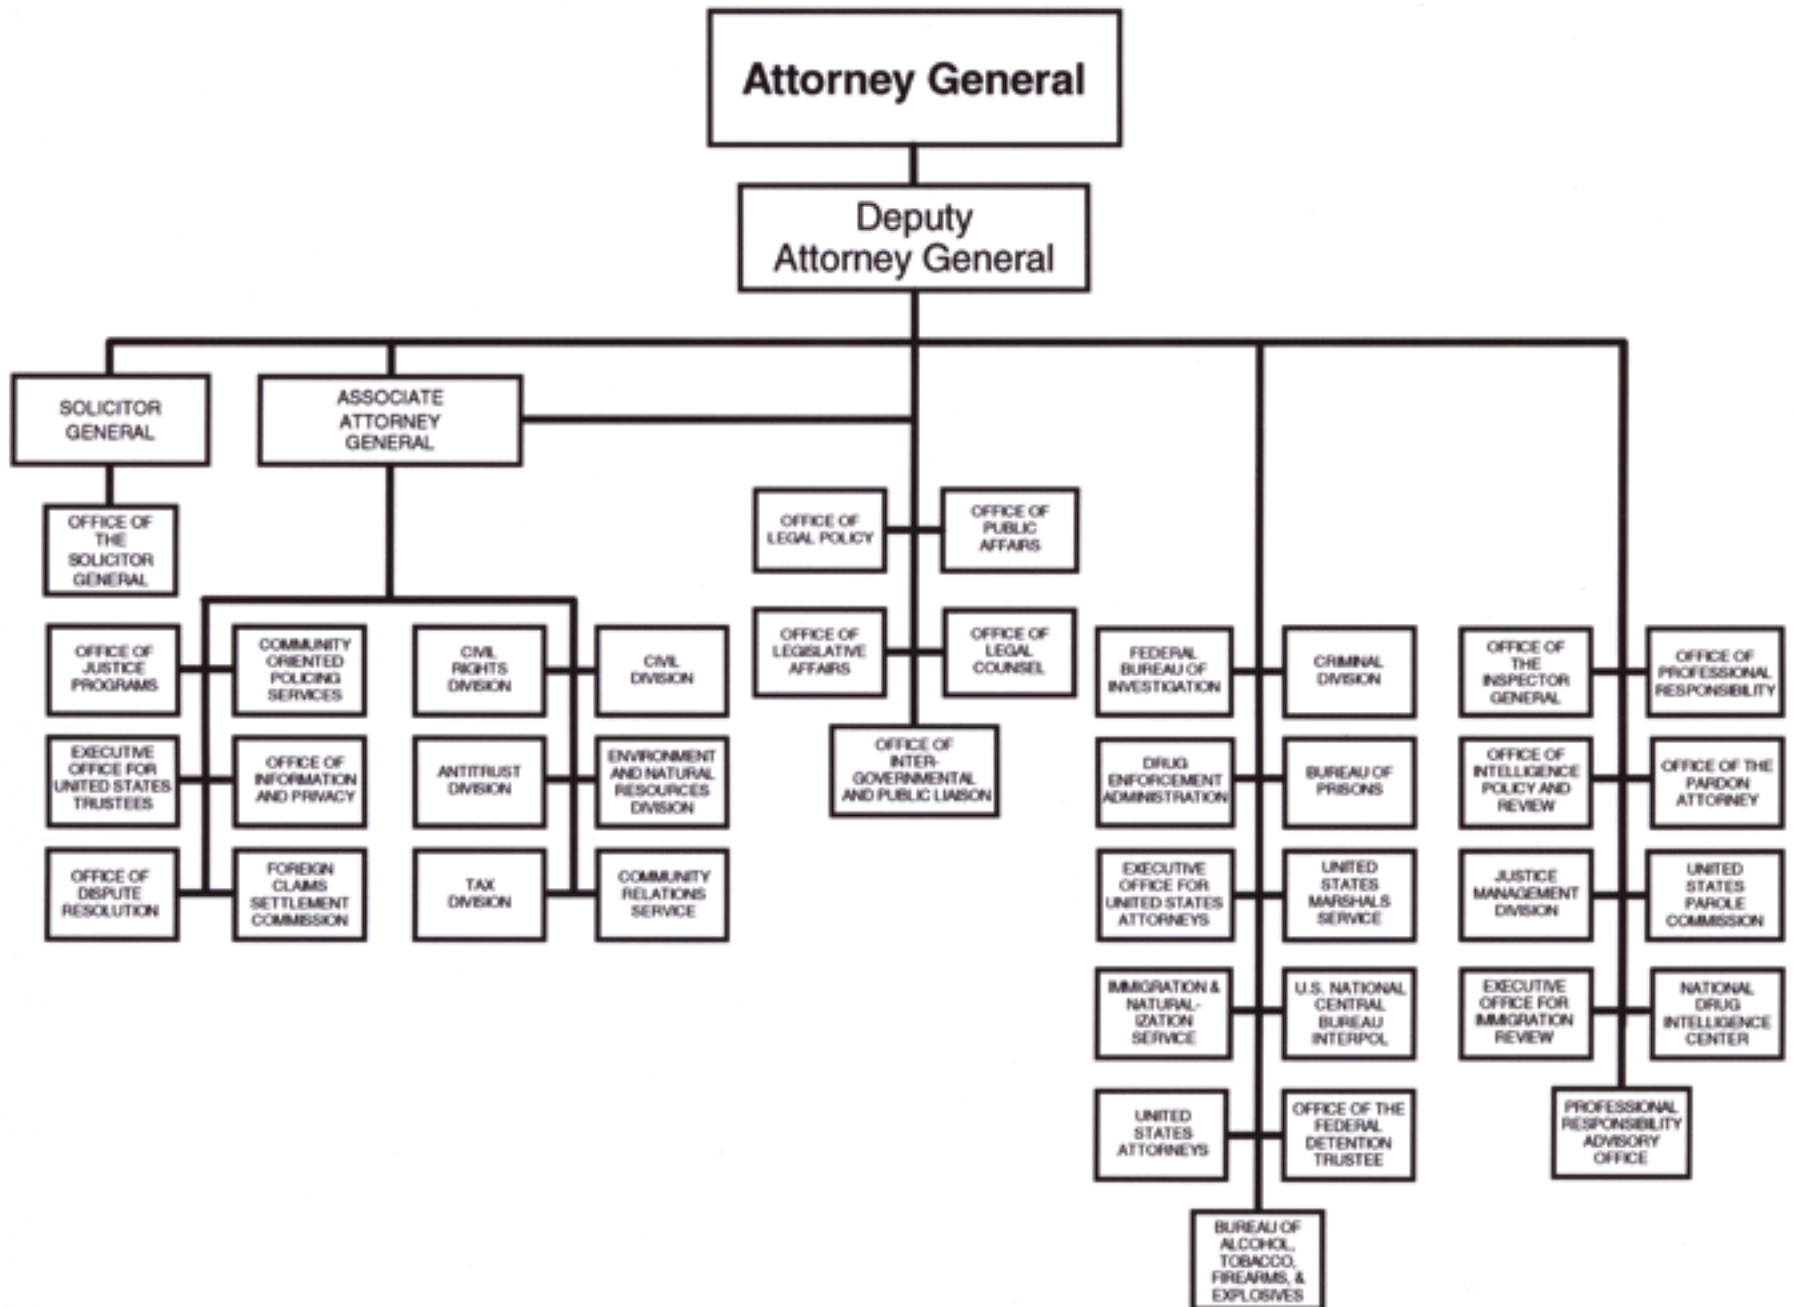 Attorney General
Deputy
Attorney General
SOLICITOR
GENERAL
ASSOCIATE
ATTORNEY
GENERAL
OFFICE OF
THE
SOLICITOR
GENERAL
OFFICE OF
JUSTICE
PROGRAMS
COMMUNITY
ORIENTED
POLICING
SERVICES
EXECUTIVE
OFFICE FOR
UNITED STATES
TRUSTEES
OFFICE OF
INFORMATION
AND PRIVACY
OFFICE OF
DISPUTE
RESOLUTION
FOREIGN
CLAIMS
SETTLEMENT
COMMISSION
CIVIL
RIGHTS
DIVISION
CIVIL
DIVISION
ANTITRUST
DIVISION
ENVIRONMENT
AND NATURAL
RESOURCES
DIVISION
TAX
DIVISION
COMMUNITY
RELATIONS
SERVICE
OFFICE OF
LEGAL POLICY
OFFICE OF
PUBLIC
AFFAIRS
OFFICE OF
LEGISLATIVE
AFFAIRS
OFFICE OF
LEGAL
COUNSEL
OFFICE OF
INTER-
GOVERNMENTAL
AND PUBLIC LIAISON
FEDERAL
BUREAU OF
INVESTIGATION
CRIMINAL
DIVISION
DRUG
ENFORCEMENT
ADMINISTRATION
BUREAU OF
PRISONS
EXECUTIVE
OFFICE FOR
UNITED STATES
ATTORNEYS
UNITED
STATES
MARSHALS
SERVICE
IMMIGRATION &
NATURAL-
IZATION
SERVICE
U.S. NATIONAL
CENTRAL
BUREAU
INTERPOL
UNITED
STATES
ATTORNEYS
OFFICE OF THE
FEDERAL
DETENTION
TRUSTEE
BUREAU OF
ALCOHOL,
TOBACCO,
FIREARMS, &
EXPLOSIVES
OFFICE OF
THE
INSPECTOR
GENERAL
OFFICE OF
PROFESSIONAL
RESPONSIBILITY
OFFICE OF
INTELLIGENCE
POLICY AND
REVIEW
OFFICE OF THE
PARDON
ATTORNEY
JUSTICE
MANAGEMENT
DIVISION
UNITED
STATES
PAROLE
COMMISSION
EXECUTIVE
OFFICE FOR
IMMIGRATION
REVIEW
NATIONAL
DRUG
INTELLIGENCE
CENTER
PROFESSIONAL
RESPONSIBILITY
ADVISORY
OFFICE